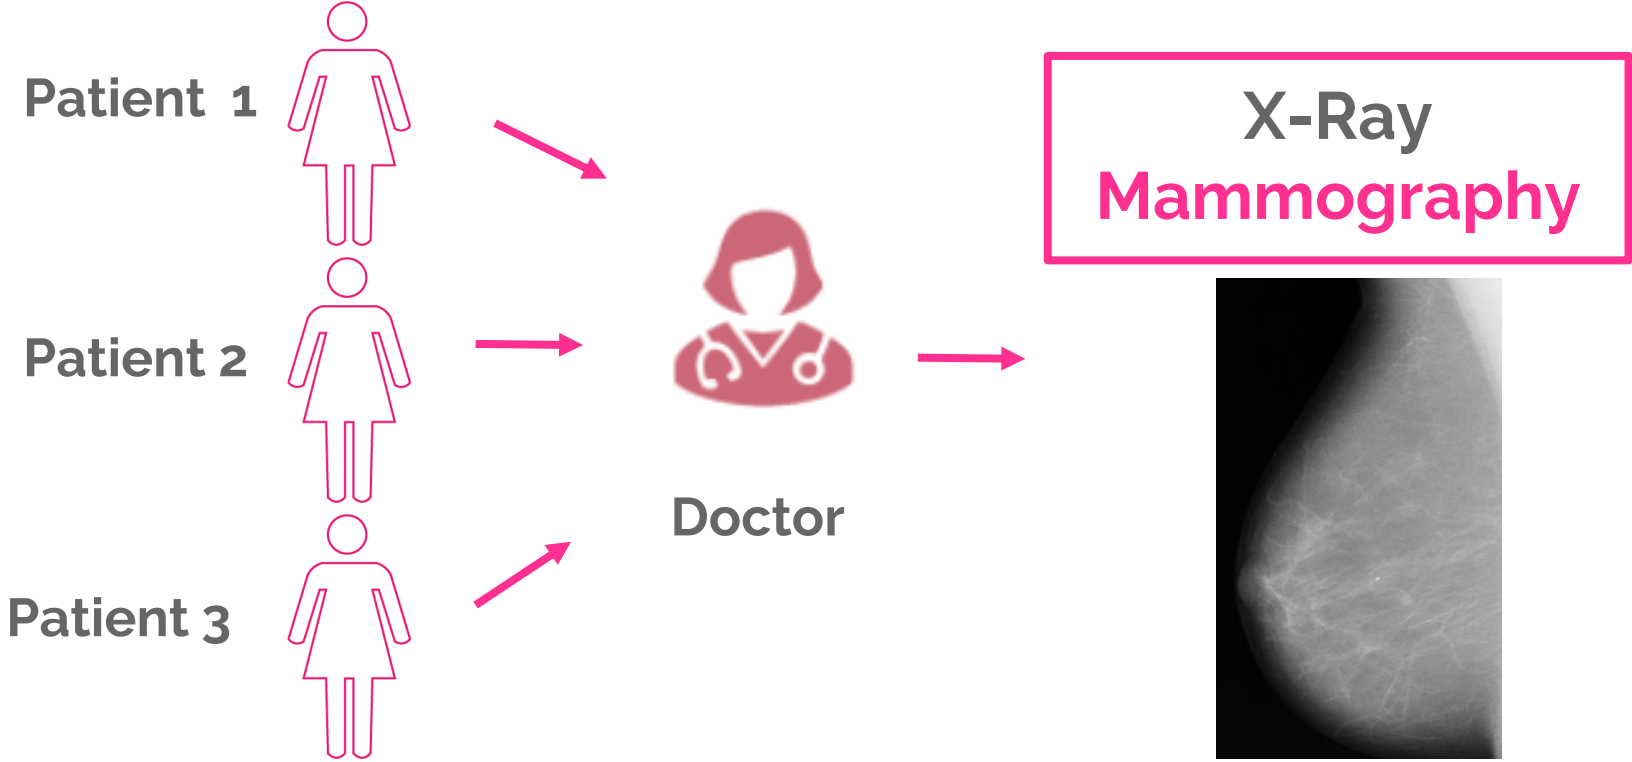 Patient 1
Patient 2
Patient 3
Doctor
X-Ray
Mammography